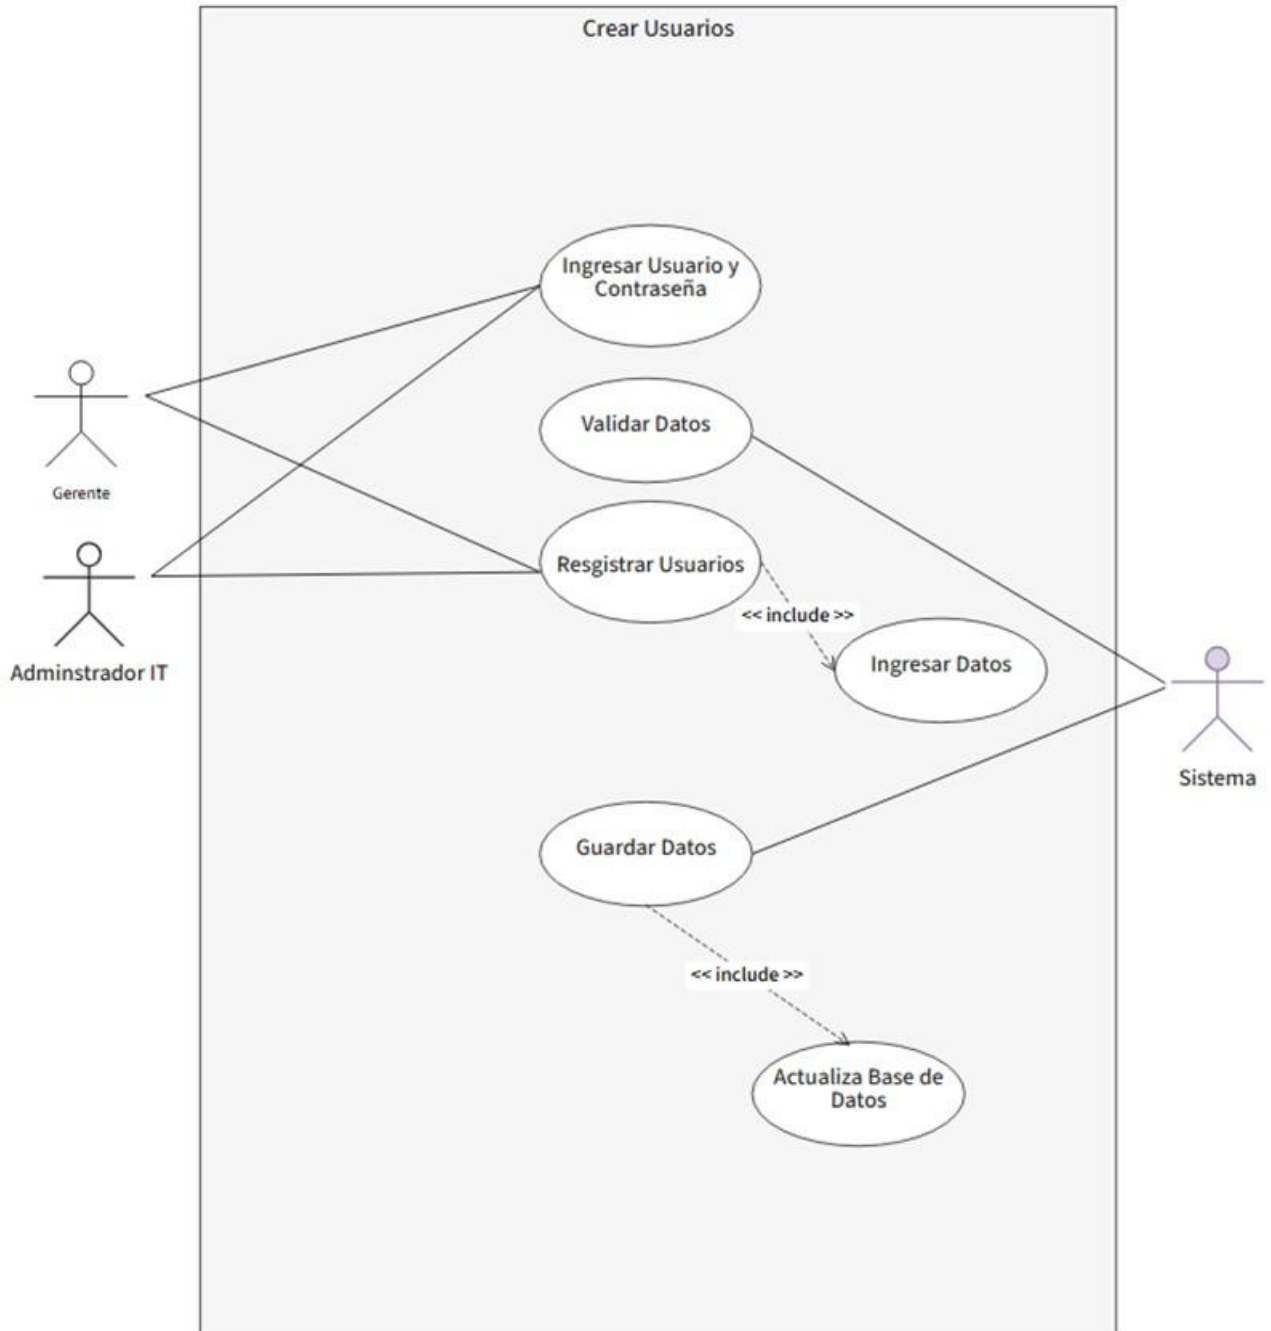 Crear Usuarios
Ingresar Usuario y
Contraseña
Validar Datos
Gerente
Resgistrar Usuarios
<< include >>
Ingresar Datos
Adminstrador IT
Sistema
Guardar Datos
<< include >>
Actualiza Base de
Datos